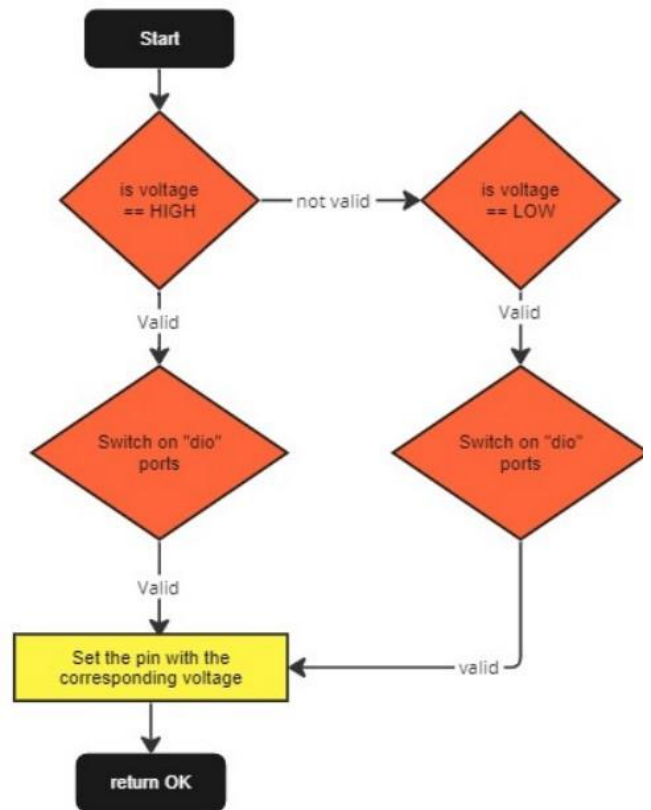 Start
is voltage
== HIGH
not valid
is voltage
== LOW
Valid
Valid
Switch on "dio"
ports
Switch on "dio"
ports
Valid
Set the pin with the
corresponding voltage
valid
return OK